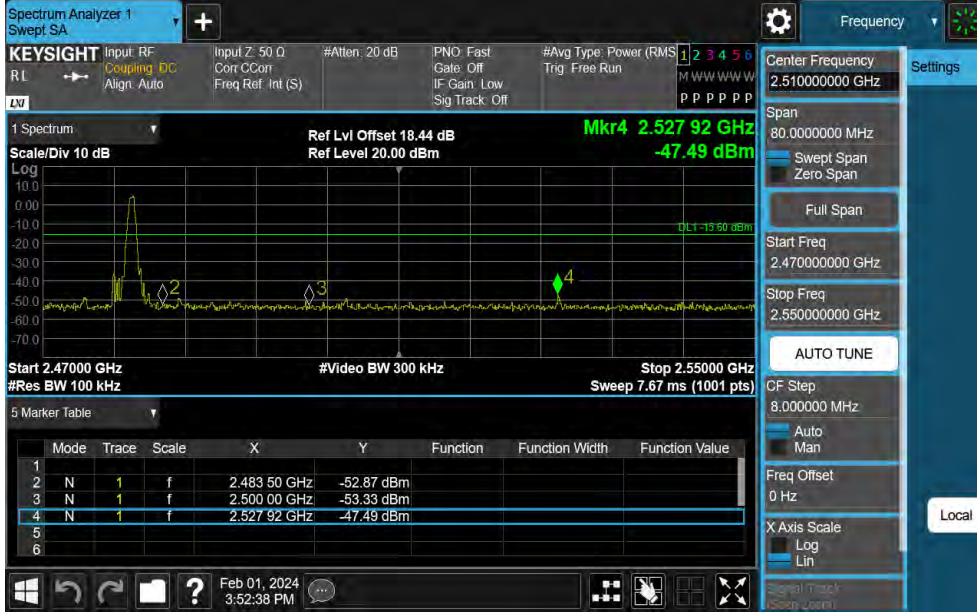 Spectrum Analyzer 1
Swept SA
Frequency
KEYSIGHT
RL
LXI
Input: RF
Coupling: DC
Align: Auto
Input Z: 50 Ω
Corr CCorr
Freq Ref: Int (S)
#Atten: 20 dB
PNO: Fast
Gate: Off
IF Gain: Low
Sig Track: Off
#Avg Type: Power (RMS
Trig: Free Run
1 2 3 4 5 6
M W W W W W
P P P P P P
Center Frequency
2.510000000 GHz
Settings
Span
80.0000000 MHz
Swept Span
Zero Span
Full Span
Start Freq
2.470000000 GHz
Stop Freq
2.550000000 GHz
AUTO TUNE
CF Step
8.000000 MHz
Auto
Man
Freq Offset
0 Hz
X Axis Scale
Log
Lin
Signal Track
(Span Zoom)
Local
1 Spectrum
Scale/Div 10 dB
Ref Lvl Offset 18.44 dB
Ref Level 20.00 dBm
Mkr4 2.527 92 GHz
-47.49 dBm
Log
10.0
0.00
-10.0
-20.0
-30.0
-40.0
-50.0
-60.0
-70.0
DL1 -15.60 dBm
2
3
4
Start 2.47000 GHz
#Res BW 100 kHz
#Video BW 300 kHz
Stop 2.55000 GHz
Sweep 7.67 ms (1001 pts)
5 Marker Table
Mode Trace Scale X Y Function Function Width Function Value
1
2 N 1 f 2.483 50 GHz -52.87 dBm
3 N 1 f 2.500 00 GHz -53.33 dBm
4 N 1 f 2.527 92 GHz -47.49 dBm
5
6
Feb 01, 2024
3:52:38 PM